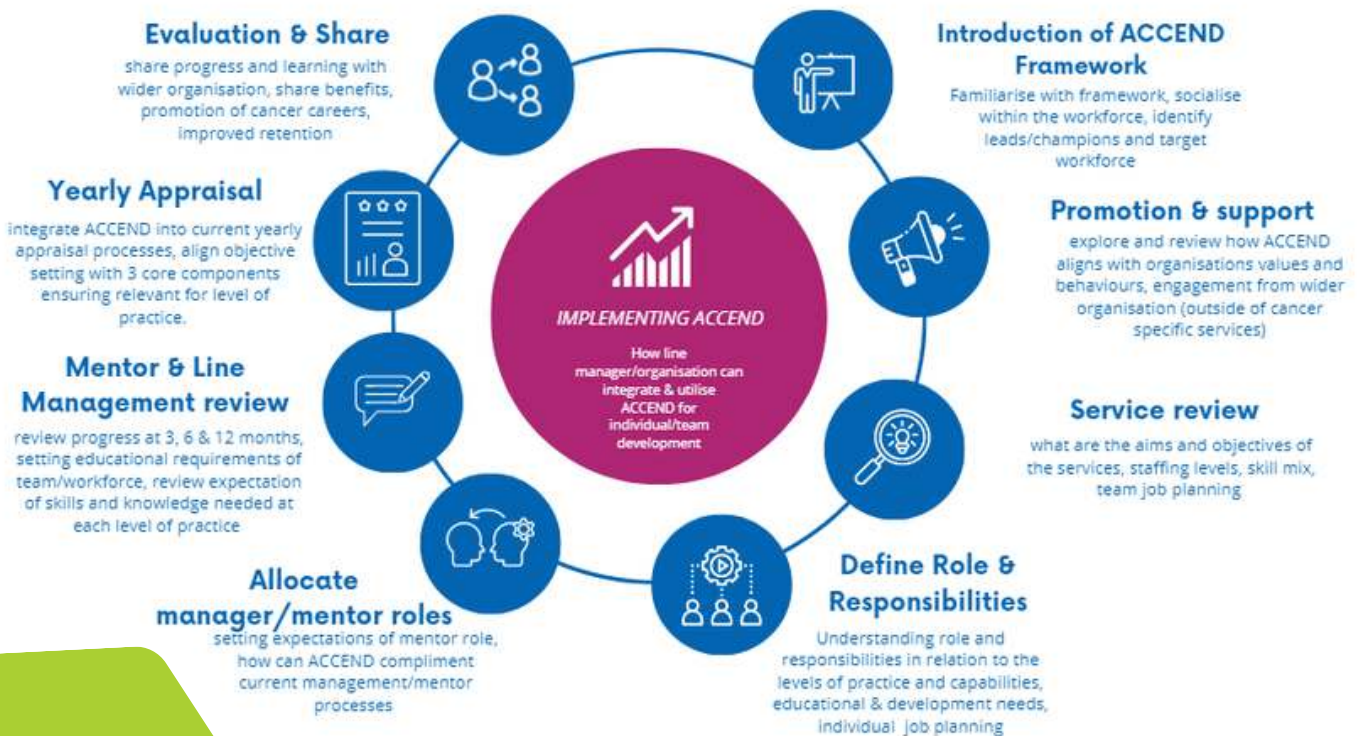 Evaluation & Share
share progress and learning with
wider organisation, share benefits,
promotion of cancer careers,
improved retention
Introduction of ACCEND
Framework
Familiarise with framework, socialise
within the workforce, identify
leads/champions and target
workforce
Yearly Appraisal
integrate ACCEND into current yearly
appraisal processes, align objective
setting with 3 core components
ensuring relevant for level of
practice.
Promotion & support
explore and review how ACCEND
aligns with organisations values and
behaviours, engagement from wider
organisation (outside of cancer
specific services)
IMPLEMENTING ACCEND
How line
manager/organisation can
integrate & utilise
ACCEND for
individual/team
development
Mentor & Line
Management review
review progress at 3, 6 & 12 months,
setting educational requirements of
team/workforce, review expectation
of skills and knowledge needed at
each level of practice
Service review
what are the aims and objectives of
the services, staffing levels, skill mix,
team job planning
Allocate
manager/mentor roles
setting expectations of mentor role,
how can ACCEND compliment
current management/mentor
processes
Define Role &
Responsibilities
Understanding role and
responsibilities in relation to the
levels of practice and capabilities,
educational & development needs,
individual job planning